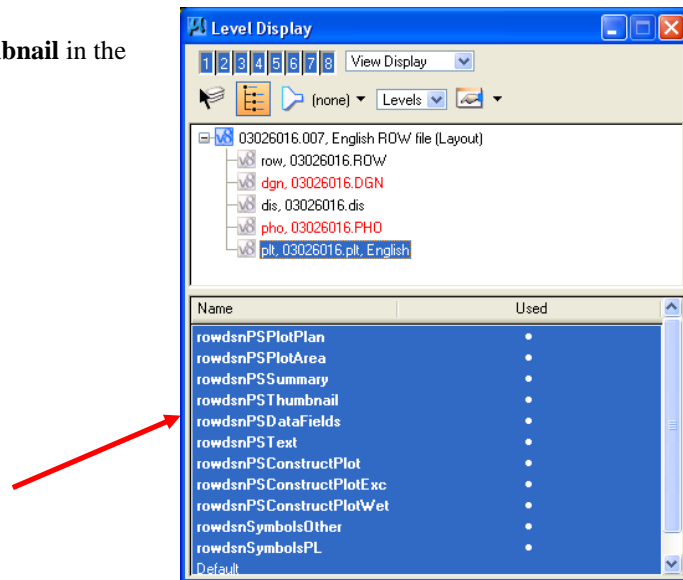 bnail in the
Level Display
1 2 3 4 5 6 7 8 View Display
(none) Levels
03026016.007, English ROW file (Layout)
row, 03026016.ROW
dgn, 03026016.DGN
dis, 03026016.dis
pho, 03026016.PHO
plt, 03026016.plt, English
Name Used
rowdsnPSPlotPlan
rowdsnPSPlotArea
rowdsnPSSummary
rowdsnPSThumbnail
rowdsnPSDataFields
rowdsnPSText
rowdsnPSConstructPlot
rowdsnPSConstructPlotExc
rowdsnPSConstructPlotWet
rowdsnSymbolsOther
rowdsnSymbolsPL
Default